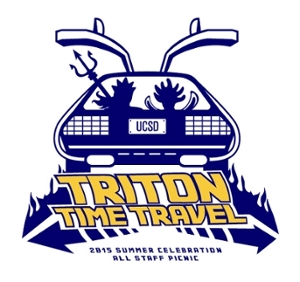 UCSD
TRITON
TIME TRAVEL
2015 SUMMER CELEBRATION
ALL STAFF PICNIC